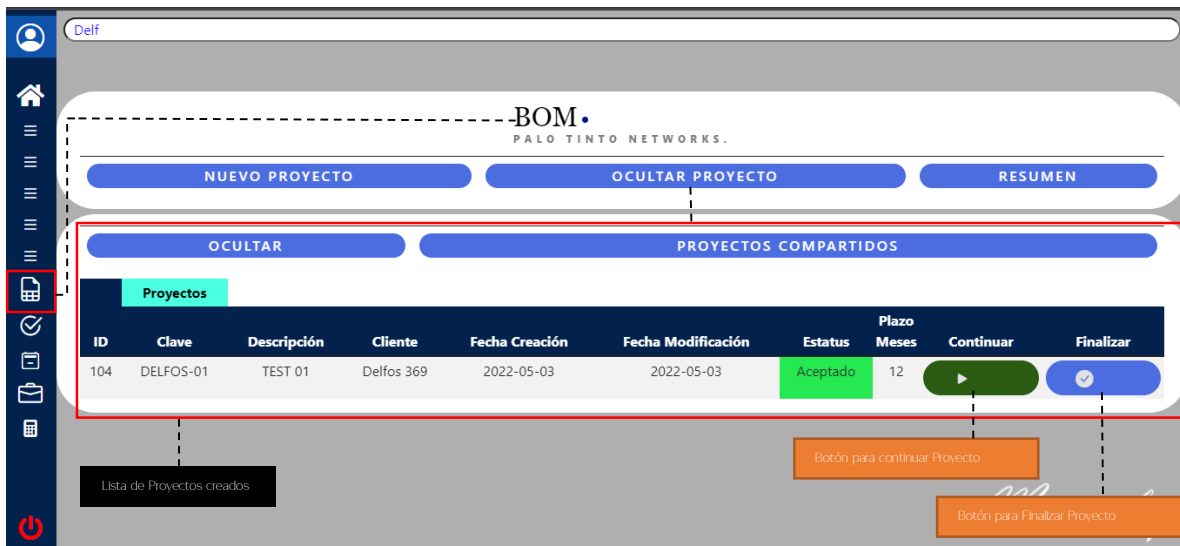 Delf
BOM.
PALO TINTO NETWORKS.
NUEVO PROYECTO OCULTAR PROYECTO RESUMEN
OCULTAR PROYECTOS COMPARTIDOS
Proyectos
ID Clave Descripción Cliente Fecha Creación Fecha Modificación Estatus Plazo Meses Continuar Finalizar
104 DELFOS-01 TEST 01 Delfos 369 2022-05-03 2022-05-03 Aceptado 12
Botón para continuar Proyecto
Lista de Proyectos creados
Botón para Finalizar Proyecto